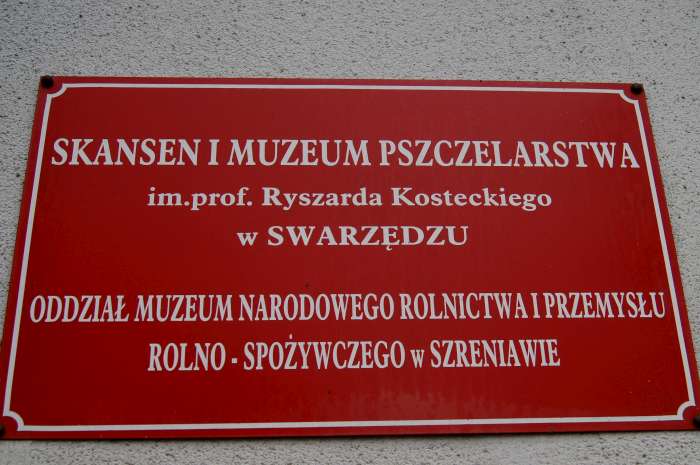 SKANSEN I MUZEUM PSZCZELARSTWA
im.prof. Ryszarda Kosteckiego
w SWARZĘDZU
ODDZIAŁ MUZEUM NARODOWEGO ROLNICTWA I PRZEMYSŁU
ROLNO - SPOŻYWCZEGO w SZRENIAWIE